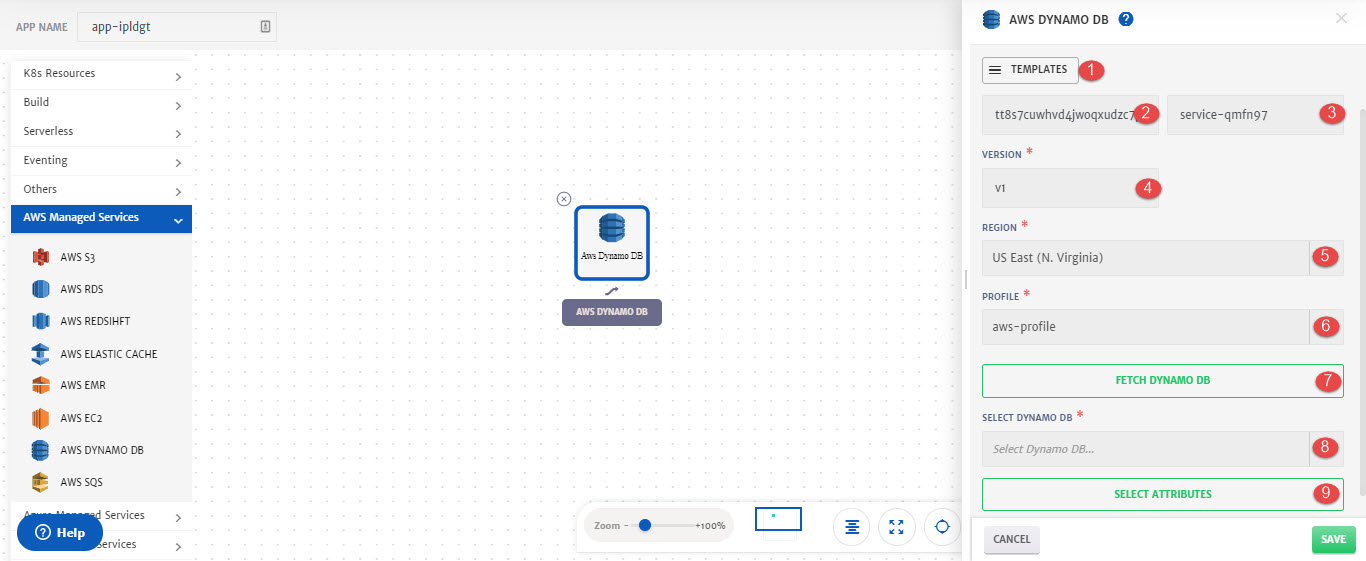 APP NAME
app-ipldgt
K8s Resources
Build
Serverless
Eventing
Others
AWS Managed Services
AWS S3
AWS RDS
AWS REDSIHFT
AWS ELASTIC CACHE
AWS EMR
AWS EC2
AWS DYNAMO DB
AWS SQS
Managed Services
Services
Help
Aws Dynamo DB
AWS DYNAMO DB
Zoom - +100%
AWS DYNAMO DB ?
TEMPLATES 1
tt8s7cuwhvd4jwoqxudzc7 2
service-qmfn97 3
VERSION *
v1 4
REGION *
US East (N. Virginia) 5
PROFILE *
aws-profile 6
FETCH DYNAMO DB 7
SELECT DYNAMO DB *
Select Dynamo DB... 8
SELECT ATTRIBUTES 9
CANCEL
SAVE